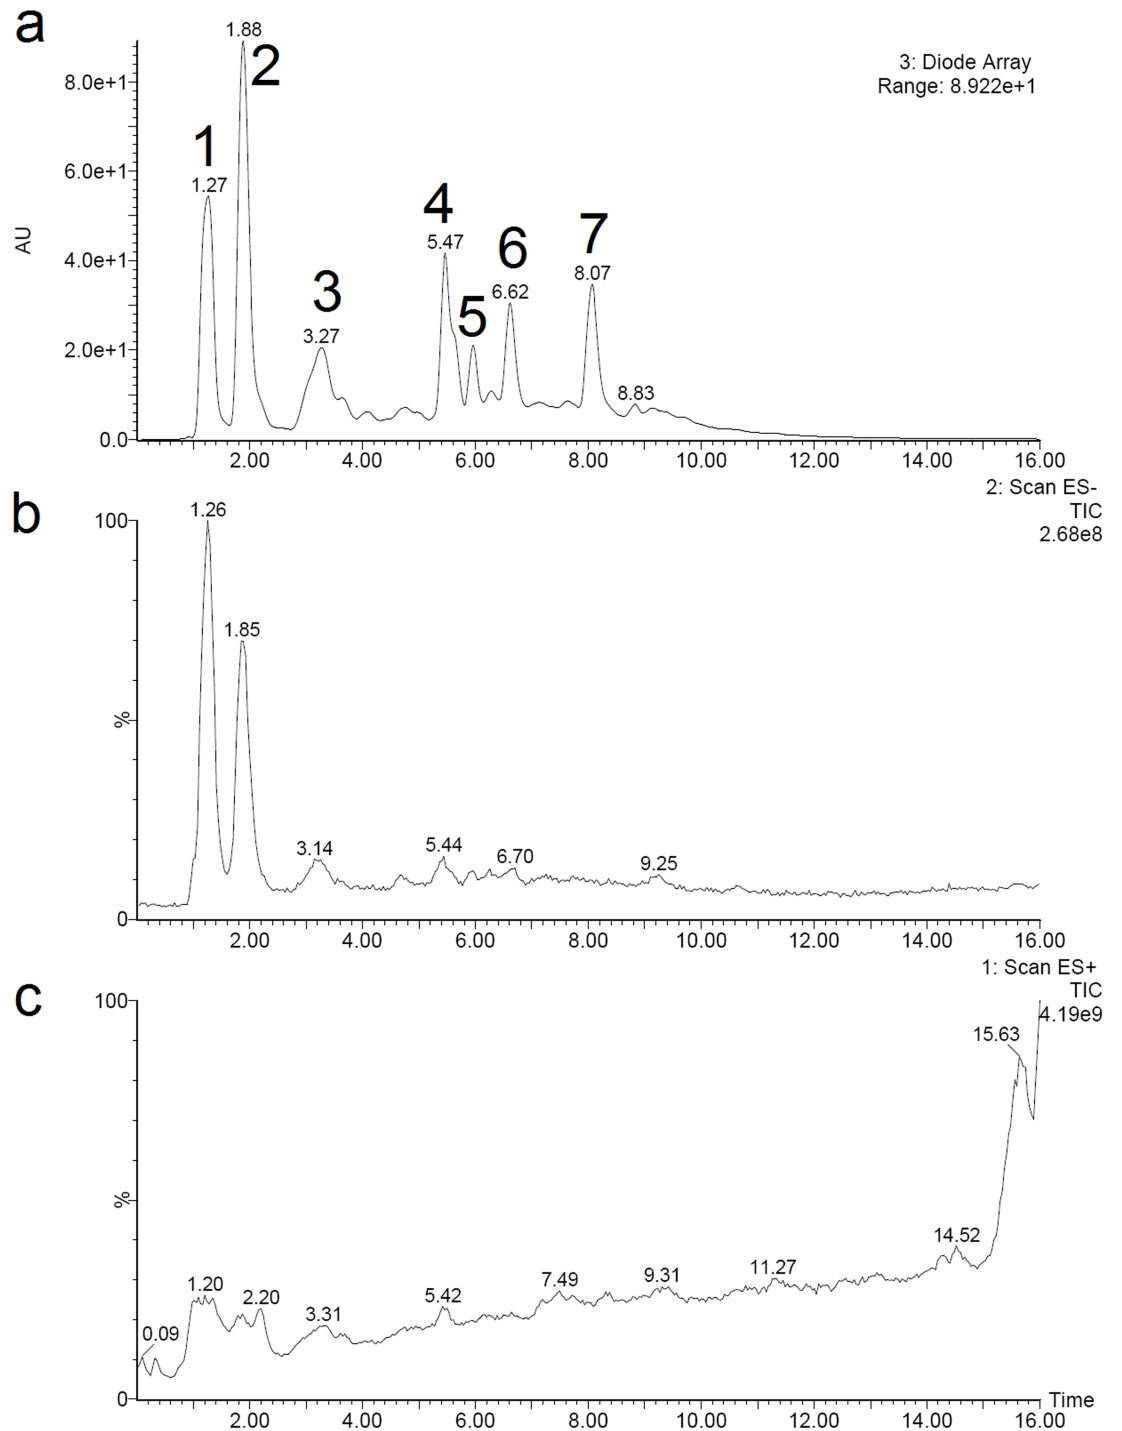 a
1.88
2
3: Diode Array
Range: 8.922e+1
8.0e+1
1
1.27
6.0e+1
4
5.47
7
8.07
6
6.62
AU
4.0e+1
3
3.27
5
2.0e+1
8.83
0.0
2.00 4.00 6.00 8.00 10.00 12.00 14.00 16.00
b
2: Scan ES-
TIC
2.68e8
1.26
100
1.85
%
3.14
5.44
6.70
9.25
0
2.00 4.00 6.00 8.00 10.00 12.00 14.00 16.00
c
1: Scan ES+
TIC
4.19e9
100
15.63
%
14.52
11.27
9.31
7.49
5.42
3.31
2.20
1.20
0.09
0
Time
2.00 4.00 6.00 8.00 10.00 12.00 14.00 16.00